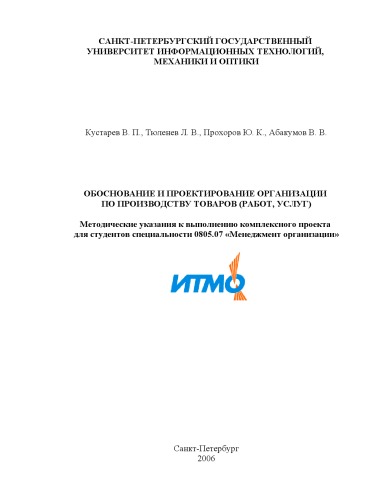 САНКТ-ПЕТЕРБУРГСКИЙ ГОСУДАРСТВЕННЫЙ
УНИВЕРСИТЕТ ИНФОРМАЦИОННЫХ ТЕХНОЛОГИЙ,
МЕХАНИКИ И ОПТИКИ
Кустарев В. П., Тюленев Л. В., Прохоров Ю. К., Абакумов В. В.
ОБОСНОВАНИЕ И ПРОЕКТИРОВАНИЕ ОРГАНИЗАЦИИ
ПО ПРОИЗВОДСТВУ ТОВАРОВ (РАБОТ, УСЛУГ)
Методические указания к выполнению комплексного проекта
для студентов специальности 0805.07 «Менеджмент организации»
ИТМО
Санкт-Петербург
2006